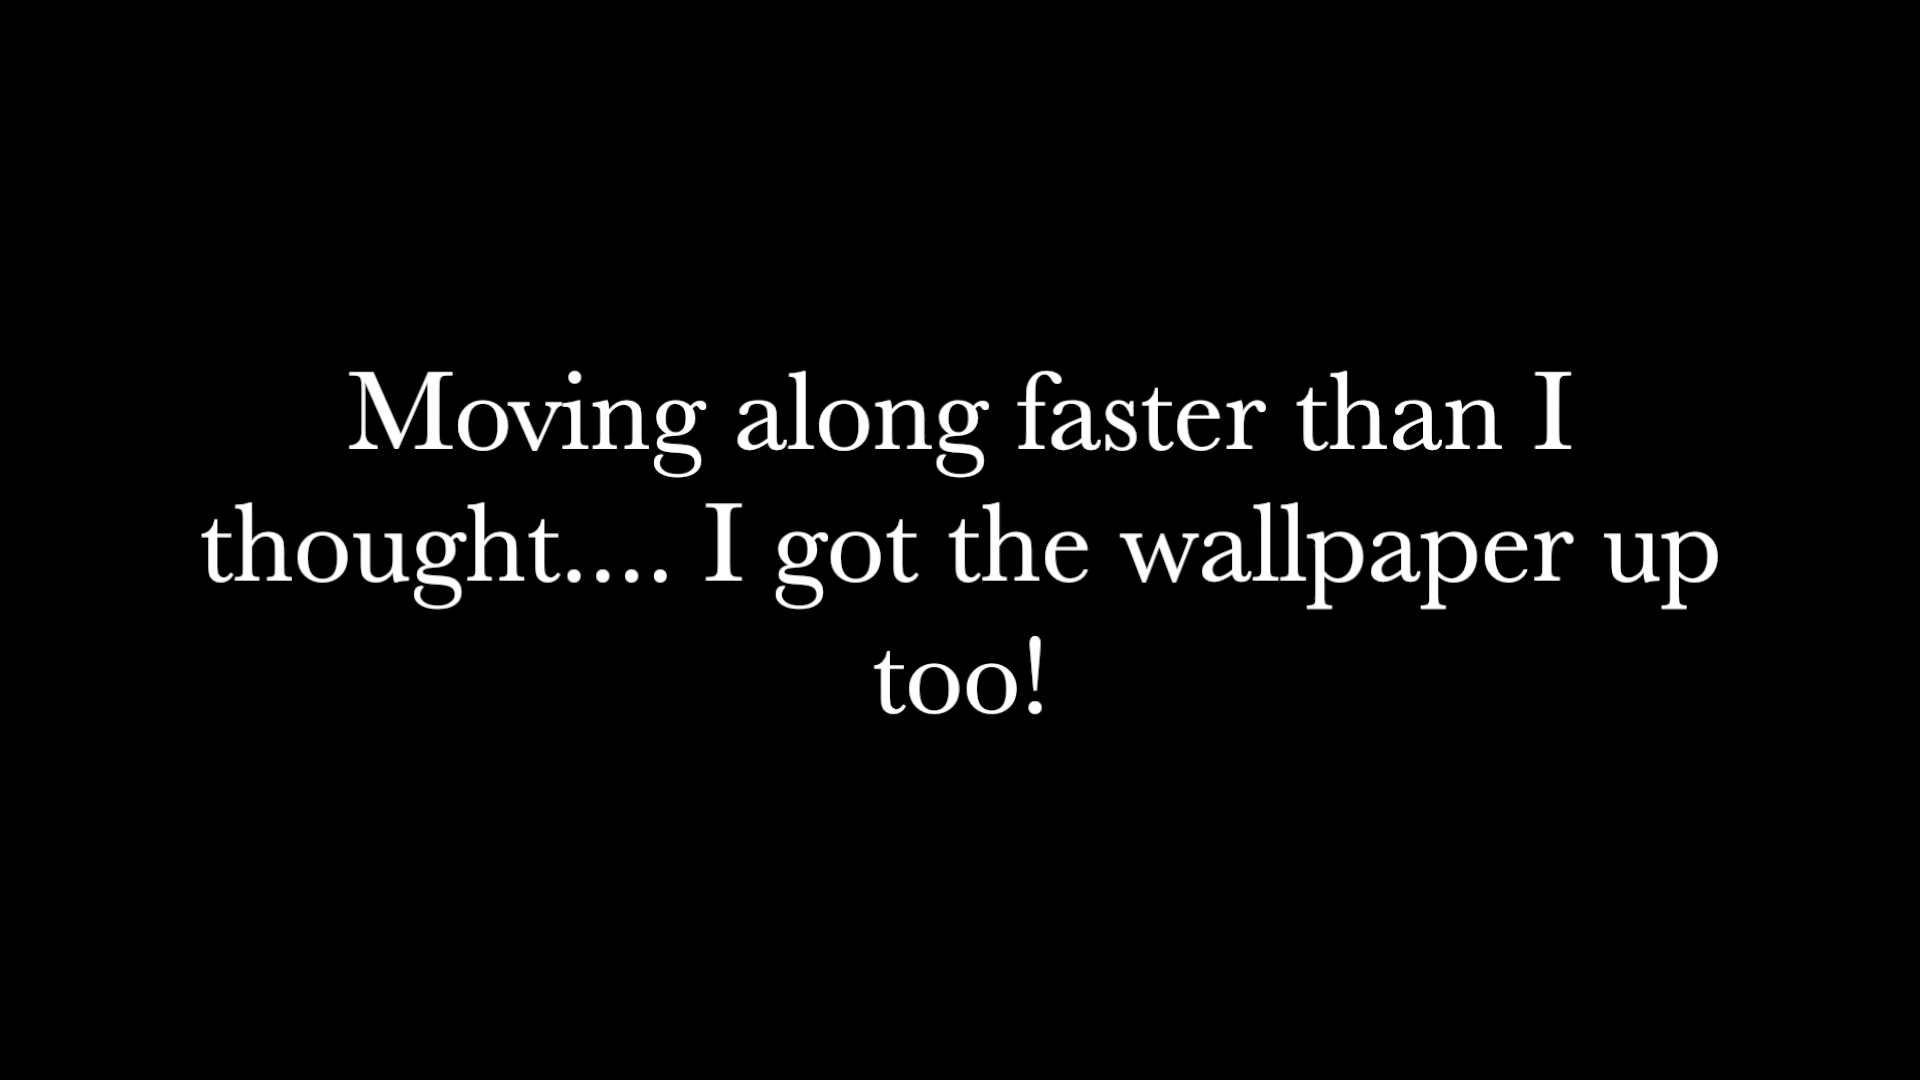 Moving along faster than I
thought.... I got the wallpaper up
too!